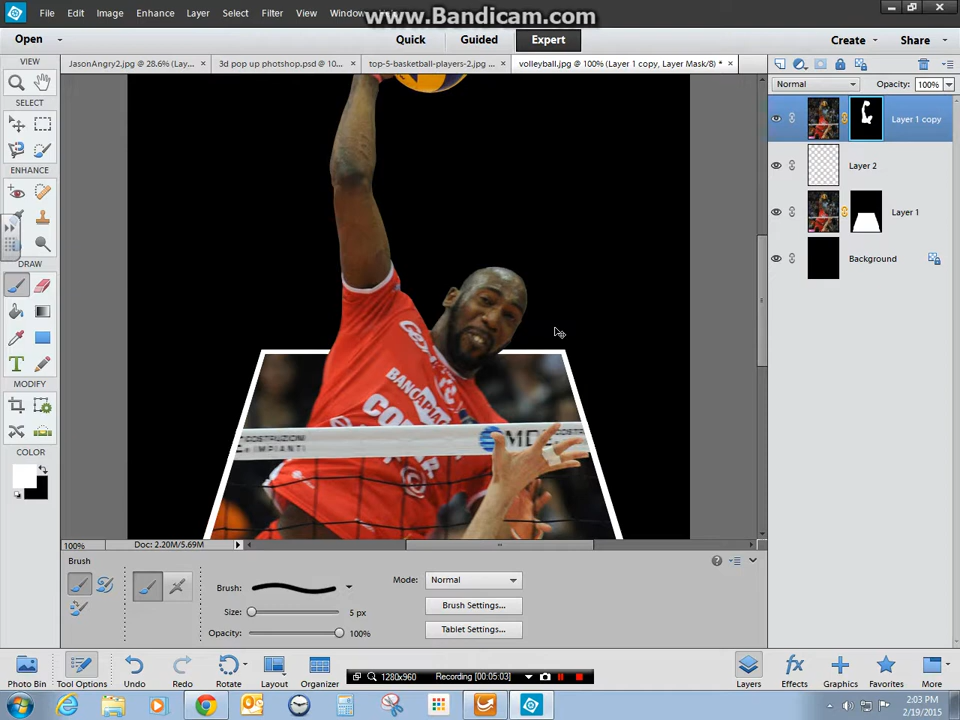 www.Bandicam.com
File Edit Image Enhance Layer Select Filter View Window
Open Quick Guided Expert Create Share
VIEW
JasonAngry2.jpg @ 28.6% (Lay... × 3d pop up photshop.psd @ 10... × top-5-basketball-players-2.jpg ... × volleyball.jpg @ 100% (Layer 1 copy, Layer Mask/8) * ×
Normal Opacity: 100%
SELECT
Layer 1 copy
Layer 2
ENHANCE
Layer 1
DRAW
Background
BANCAPIAC
COSTRUZIONI
E IMPIANTI
MODIFY
COLOR
100% Doc: 2.20M/5.69M
Brush
Brush: Mode: Normal
Size: 5 px Brush Settings...
Opacity: 100% Tablet Settings...
Photo Bin Tool Options Undo Redo Rotate Layout Organizer
1280x960 Recording [00:05:03]
Layers Effects Graphics Favorites More
2:03 PM
2/19/2015